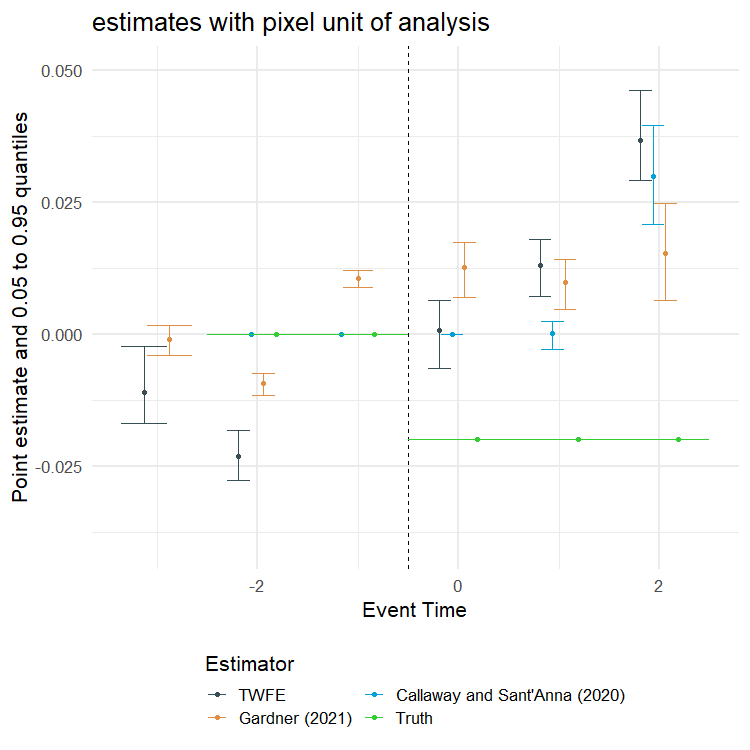 estimates with pixel unit of analysis
Point estimate and 0.05 to 0.95 quantiles
0.050
0.025
0.000
-0.025
-2
0
2
Event Time
Estimator
TWFE
Callaway and Sant'Anna (2020)
Gardner (2021)
Truth